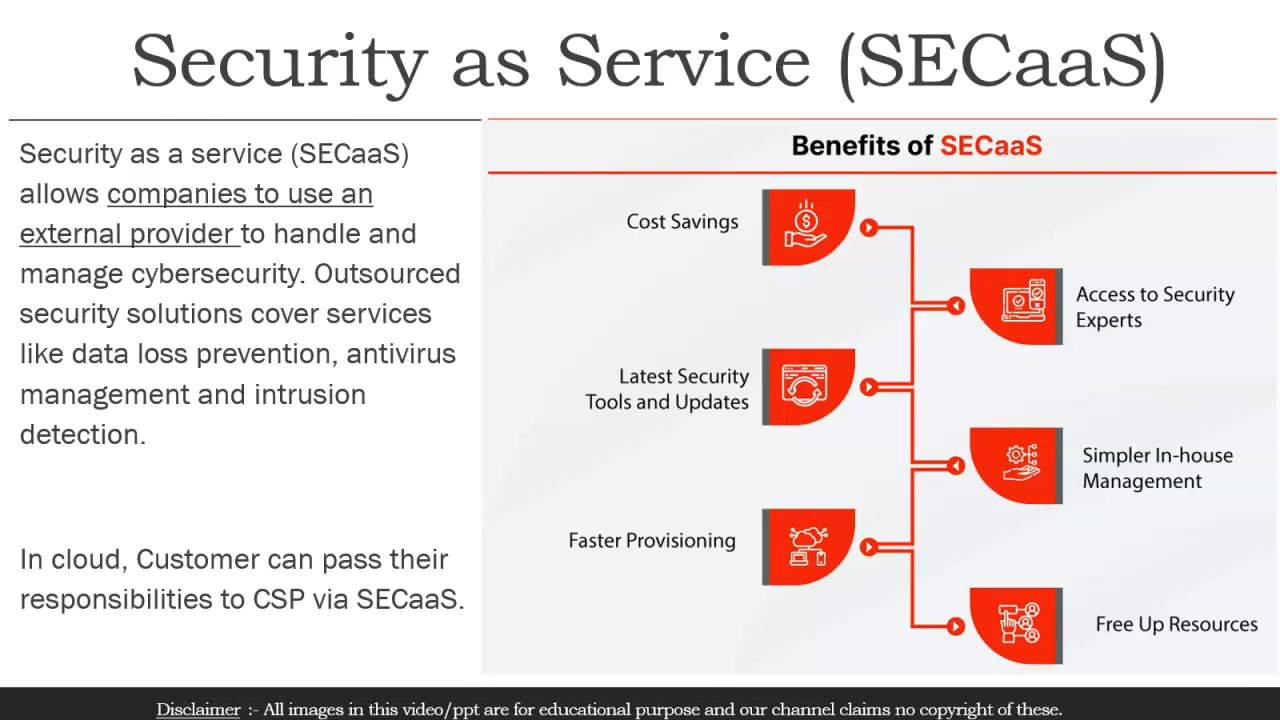 Security as Service (SECaaS)
Security as a service (SECaaS)
allows companies to use an
external provider to handle and
manage cybersecurity. Outsourced
security solutions cover services
like data loss prevention, antivirus
management and intrusion
detection.
In cloud, Customer can pass their
responsibilities to CSP via SECaaS.
Benefits of SECaaS
Cost Savings
Access to Security
Experts
Latest Security
Tools and Updates
Simpler In-house
Management
Faster Provisioning
Free Up Resources
Disclaimer :- All images in this video/ppt are for educational purpose and our channel claims no copyright of these.